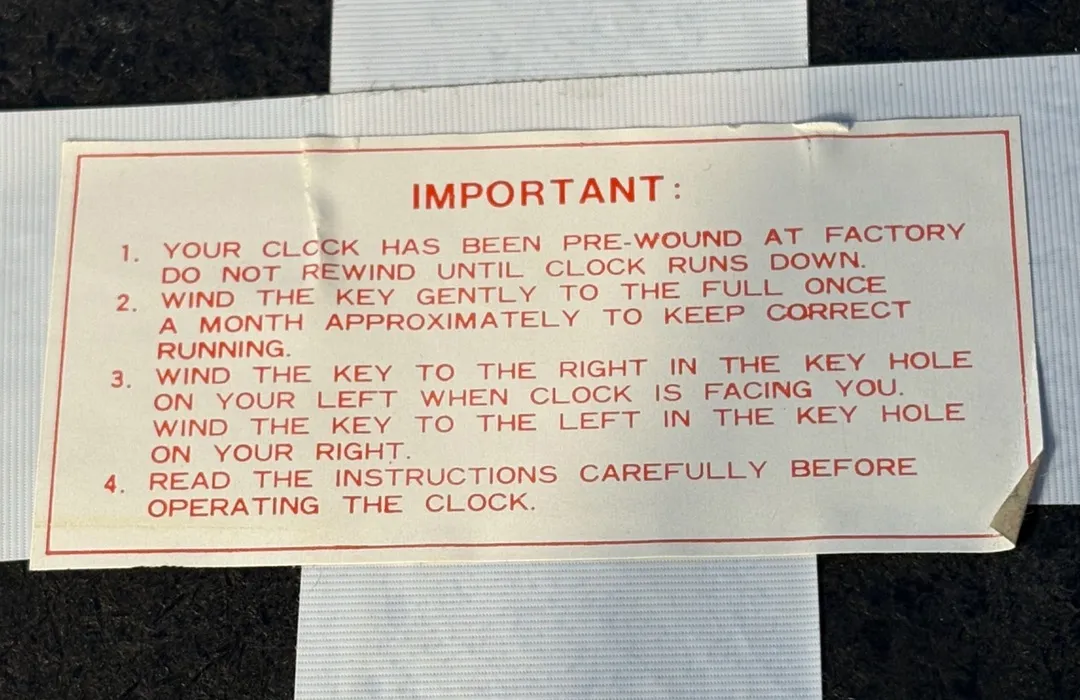 IMPORTANT:
1. YOUR CLOCK HAS BEEN PRE-WOUND AT FACTORY
DO NOT REWIND UNTIL CLOCK RUNS DOWN.
2. WIND THE KEY GENTLY TO THE FULL ONCE
A MONTH APPROXIMATELY TO KEEP CORRECT
RUNNING.
3. WIND THE KEY TO THE RIGHT IN THE KEY HOLE
ON YOUR LEFT WHEN CLOCK IS FACING YOU.
WIND THE KEY TO THE LEFT IN THE KEY HOLE
ON YOUR RIGHT.
4. READ THE INSTRUCTIONS CAREFULLY BEFORE
OPERATING THE CLOCK.